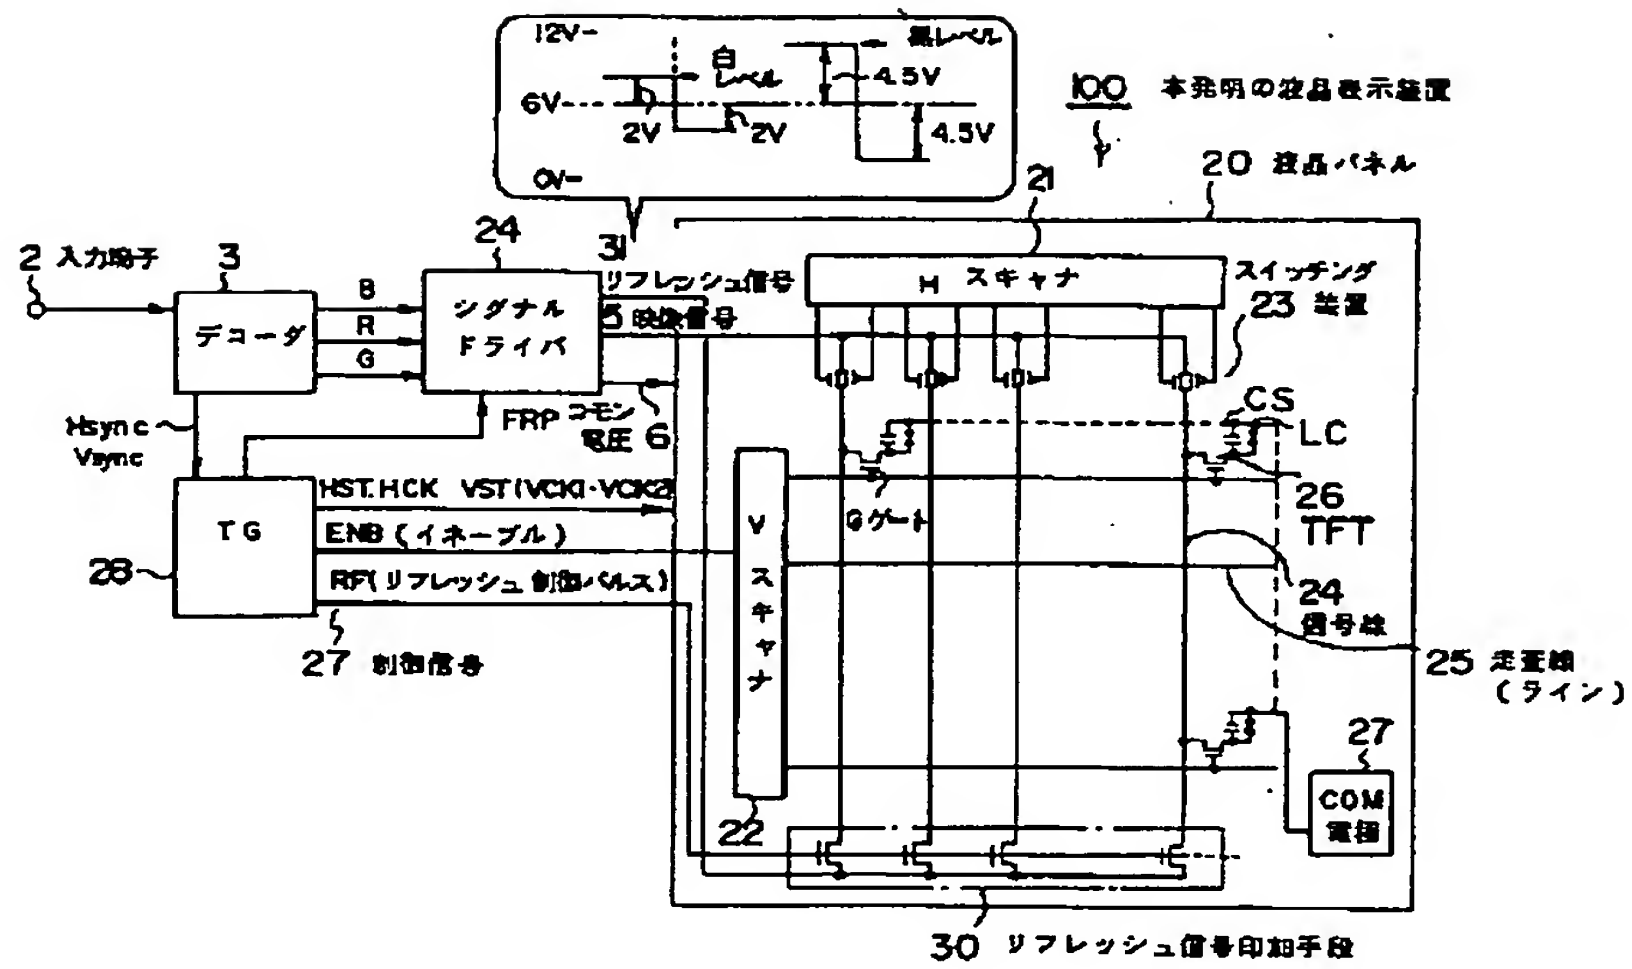 12V-
黒レベル
白
レベル
4.5V
6V
2V
2V
4.5V
0V-
100 本発明の液晶表示装置
20 液晶パネル
21
24
31
リフレッシュ信号
2 入力端子
3
H スキャナ
スイッチング
23 装置
B
R
G
デコーダ
シグナル
ドライバ
5 映像信号
FRP
コモン
電圧 6
Hsync
Vsync
CS
LC
HST.HCK VST(VCK1・VCK2)
TG
ENB (イネーブル)
RF(リフレッシュ制御パルス)
28
27 制御信号
V
スキャナ
Gゲート
26
TFT
24
信号線
25 走査線
(ライン)
27
COM
電極
22
30 リフレッシュ信号印加手段